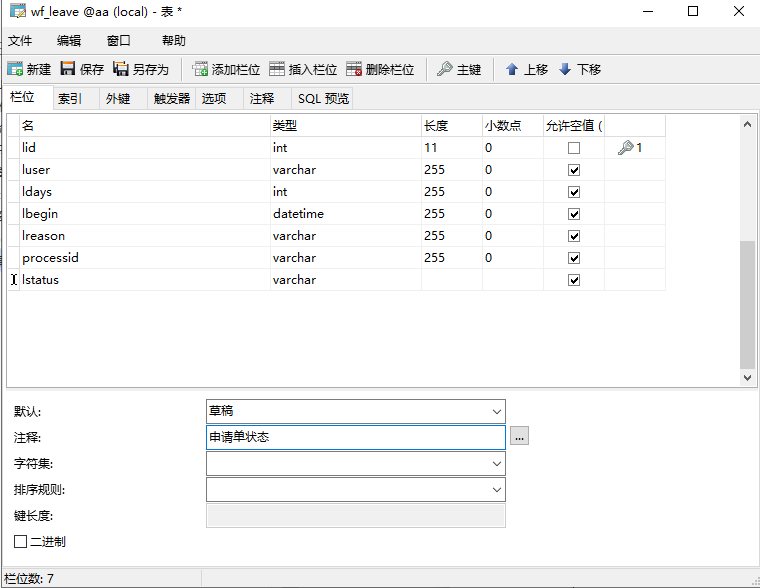 wf_leave @aa (local) - 表 *
文件 编辑 窗口 帮助
新建 保存 另存为 添加栏位 插入栏位 删除栏位 主键 上移 下移
栏位 索引 外键 触发器 选项 注释 SQL 预览
名 类型 长度 小数点 允许空值 (
lid int 11 0 1
luser varchar 255 0
ldays int 255 0
lbegin datetime 255 0
lreason varchar 255 0
processid varchar 255 0
lstatus varchar
默认: 草稿
注释: 申请单状态 ...
字符集:
排序规则:
键长度:
二进制
栏位数: 7